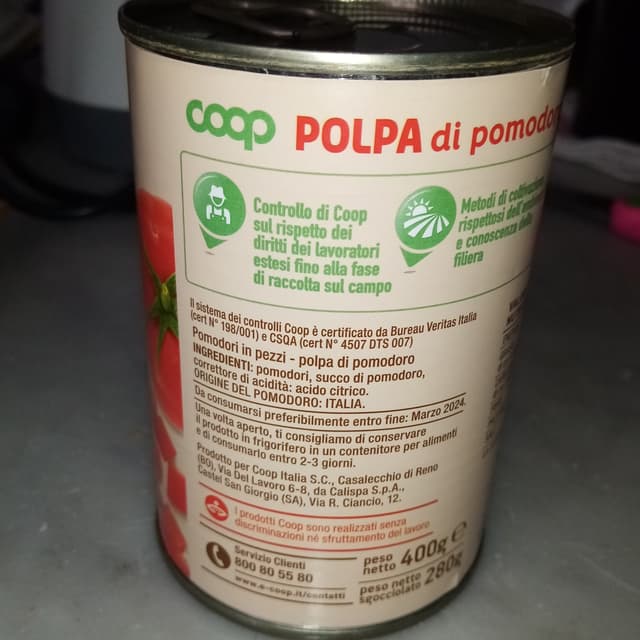 coop POLPA di pomodoro
Controllo di Coop
sul rispetto dei
diritti dei lavoratori
estesi fino alla fase
di raccolta sul campo
Metodi di coltivazione
rispettosi dell'ambiente
e conoscenza della
filiera
Il sistema dei controlli Coop è certificato da Bureau Veritas Italia
(cert N° 198/001) e CSQA (cert N° 4507 DTS 007)
Pomodori in pezzi - polpa di pomodoro
INGREDIENTI: pomodori, succo di pomodoro,
correttore di acidità: acido citrico.
ORIGINE DEL POMODORO: ITALIA.
Da consumarsi preferibilmente entro fine: Marzo 2024.
Una volta aperto, ti consigliamo di conservare
il prodotto in frigorifero in un contenitore per alimenti
e di consumarlo entro 2-3 giorni.
Prodotto per Coop Italia S.C., Casalecchio di Reno
(BO), Via Del Lavoro 6-8, da Calispa S.p.A.,
Castel San Giorgio (SA), Via R. Ciancio, 12.
I prodotti Coop sono realizzati senza
discriminazioni né sfruttamento del lavoro
Servizio Clienti
800 80 55 80
www.e-coop.it/contatti
peso
netto 400g e
peso netto
sgocciolato 280g